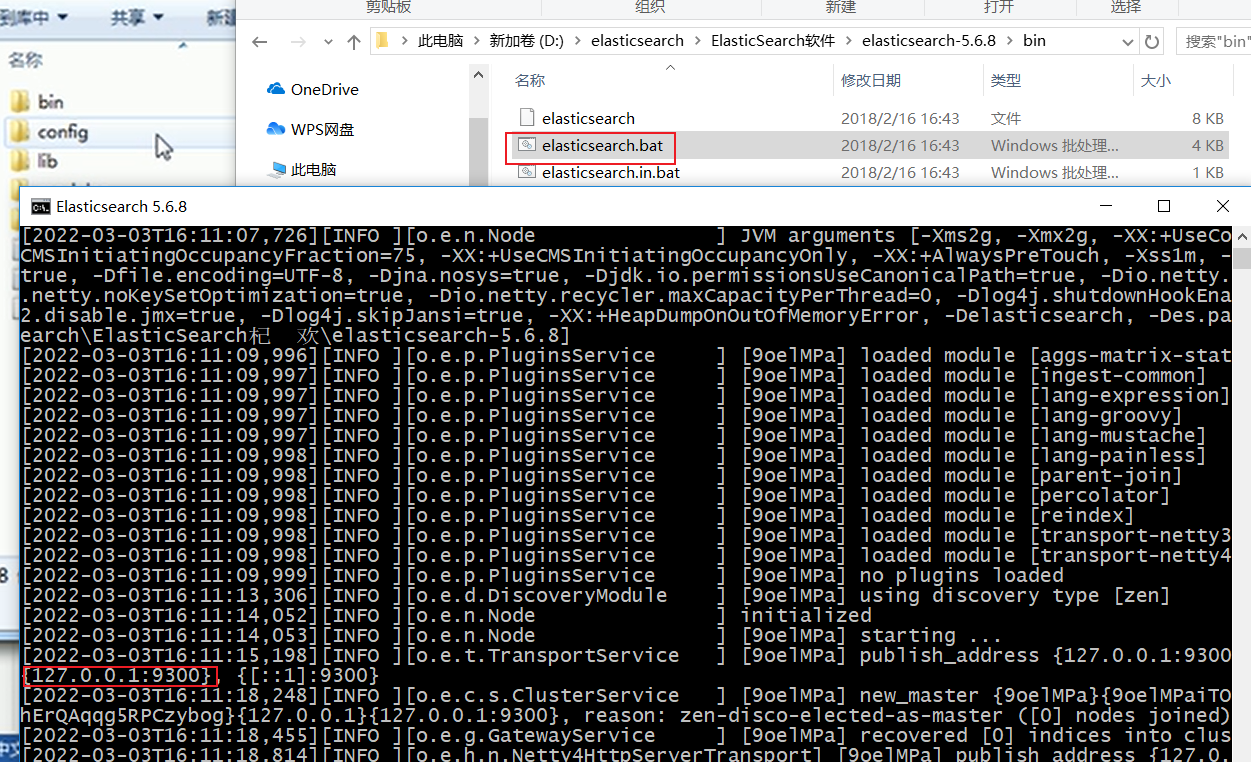 到库中 共享 新建
名称
bin
config
lib
剪贴板 组织 新建 打开 选择
此电脑 新加卷 (D:) elasticsearch ElasticSearch软件 elasticsearch-5.6.8 bin 搜索"bin"
OneDrive
WPS网盘
此电脑
名称 修改日期 类型 大小
elasticsearch 2018/2/16 16:43 文件 8 KB
elasticsearch.bat 2018/2/16 16:43 Windows 批处理... 4 KB
elasticsearch.in.bat 2018/2/16 16:43 Windows 批处理... 1 KB
Elasticsearch 5.6.8
[2022-03-03T16:11:07,726][INFO ][o.e.n.Node ] JVM arguments [-Xms2g, -Xmx2g, -XX:+UseCo
CMSInitiatingOccupancyFraction=75, -XX:+UseCMSInitiatingOccupancyOnly, -XX:+AlwaysPreTouch, -Xss1m, -
true, -Dfile.encoding=UTF-8, -Djna.nosys=true, -Djdk.io.permissionsUseCanonicalPath=true, -Dio.netty.
.netty.noKeySetOptimization=true, -Dio.netty.recycler.maxCapacityPerThread=0, -Dlog4j.shutdownHookEna
2.disable.jmx=true, -Dlog4j.skipJansi=true, -XX:+HeapDumpOnOutOfMemoryError, -Delasticsearch, -Des.pa
earch\ElasticSearch杞 欢\elasticsearch-5.6.8]
[2022-03-03T16:11:09,996][INFO ][o.e.p.PluginsService ] [9oelMPa] loaded module [aggs-matrix-stat
[2022-03-03T16:11:09,997][INFO ][o.e.p.PluginsService ] [9oelMPa] loaded module [ingest-common]
[2022-03-03T16:11:09,997][INFO ][o.e.p.PluginsService ] [9oelMPa] loaded module [lang-expression]
[2022-03-03T16:11:09,997][INFO ][o.e.p.PluginsService ] [9oelMPa] loaded module [lang-groovy]
[2022-03-03T16:11:09,997][INFO ][o.e.p.PluginsService ] [9oelMPa] loaded module [lang-mustache]
[2022-03-03T16:11:09,998][INFO ][o.e.p.PluginsService ] [9oelMPa] loaded module [lang-painless]
[2022-03-03T16:11:09,998][INFO ][o.e.p.PluginsService ] [9oelMPa] loaded module [parent-join]
[2022-03-03T16:11:09,998][INFO ][o.e.p.PluginsService ] [9oelMPa] loaded module [percolator]
[2022-03-03T16:11:09,998][INFO ][o.e.p.PluginsService ] [9oelMPa] loaded module [reindex]
[2022-03-03T16:11:09,998][INFO ][o.e.p.PluginsService ] [9oelMPa] loaded module [transport-netty3
[2022-03-03T16:11:09,998][INFO ][o.e.p.PluginsService ] [9oelMPa] loaded module [transport-netty4
[2022-03-03T16:11:09,999][INFO ][o.e.p.PluginsService ] [9oelMPa] no plugins loaded
[2022-03-03T16:11:13,306][INFO ][o.e.d.DiscoveryModule ] [9oelMPa] using discovery type [zen]
[2022-03-03T16:11:14,052][INFO ][o.e.n.Node ] initialized
[2022-03-03T16:11:14,053][INFO ][o.e.n.Node ] [9oelMPa] starting ...
[2022-03-03T16:11:15,198][INFO ][o.e.t.TransportService ] [9oelMPa] publish_address {127.0.0.1:9300
{127.0.0.1:9300}, {[::1]:9300}
[2022-03-03T16:11:18,248][INFO ][o.e.c.s.ClusterService ] [9oelMPa] new_master {9oelMPa}{9oelMPaiTO
hErQAqqg5RPCzybog}{127.0.0.1}{127.0.0.1:9300}, reason: zen-disco-elected-as-master ([0] nodes joined)
[2022-03-03T16:11:18,455][INFO ][o.e.g.GatewayService ] [9oelMPa] recovered [0] indices into clus
[2022-03-03T16:11:18,814][INFO ][o.e.h.n.Netty4HttpServerTransport] [9oelMPa] publish_address {127.0.